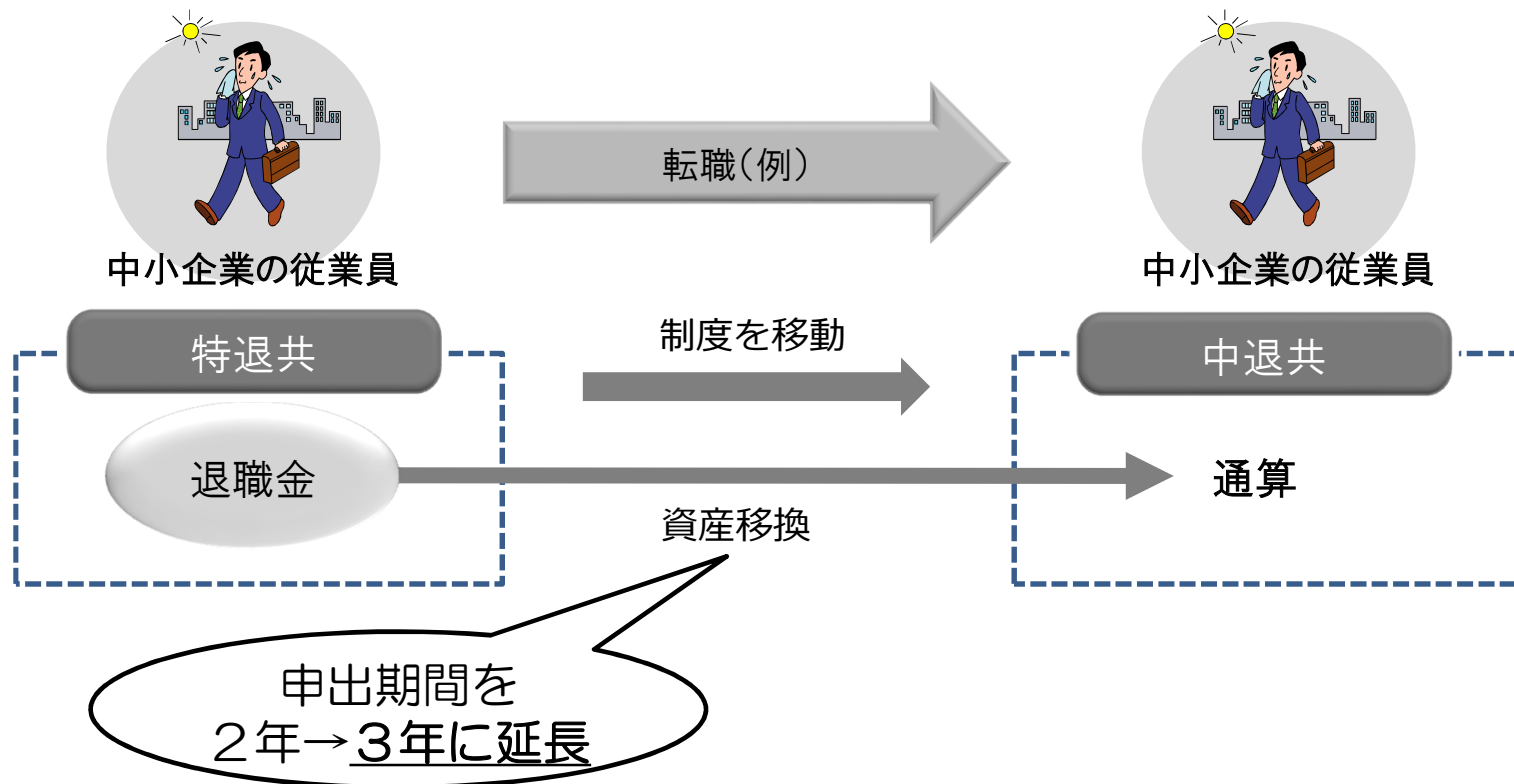 転職(例)
中小企業の従業員
中小企業の従業員
特退共
制度を移動
中退共
退職金
通算
資産移換
申出期間を
２年→３年に延長